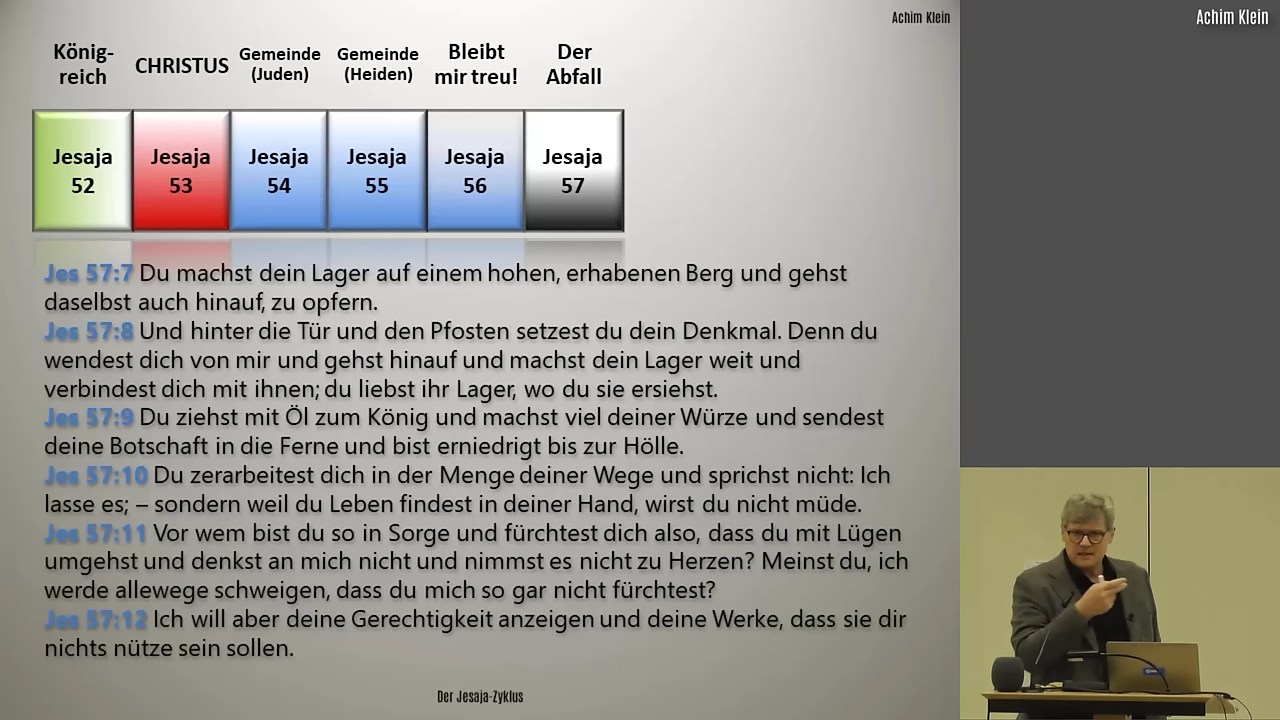 Achim Klein
Achim Klein
König-
reich
CHRISTUS
Gemeinde
(Juden)
Gemeinde
(Heiden)
Bleibt
mir treu!
Der
Abfall
Jesaja
52
Jesaja
53
Jesaja
54
Jesaja
55
Jesaja
56
Jesaja
57
Jes 57:7 Du machst dein Lager auf einem hohen, erhabenen Berg und gehst
daselbst auch hinauf, zu opfern.
Jes 57:8 Und hinter die Tür und den Pfosten setzest du dein Denkmal. Denn du
wendest dich von mir und gehst hinauf und machst dein Lager weit und
verbindest dich mit ihnen; du liebst ihr Lager, wo du sie ersiehst.
Jes 57:9 Du ziehst mit Öl zum König und machst viel deiner Würze und sendest
deine Botschaft in die Ferne und bist erniedrigt bis zur Hölle.
Jes 57:10 Du zerarbeitest dich in der Menge deiner Wege und sprichst nicht: Ich
lasse es; – sondern weil du Leben findest in deiner Hand, wirst du nicht müde.
Jes 57:11 Vor wem bist du so in Sorge und fürchtest dich also, dass du mit Lügen
umgehst und denkst an mich nicht und nimmst es nicht zu Herzen? Meinst du, ich
werde allewege schweigen, dass du mich so gar nicht fürchtest?
Jes 57:12 Ich will aber deine Gerechtigkeit anzeigen und deine Werke, dass sie dir
nichts nütze sein sollen.
Der Jesaja-Zyklus